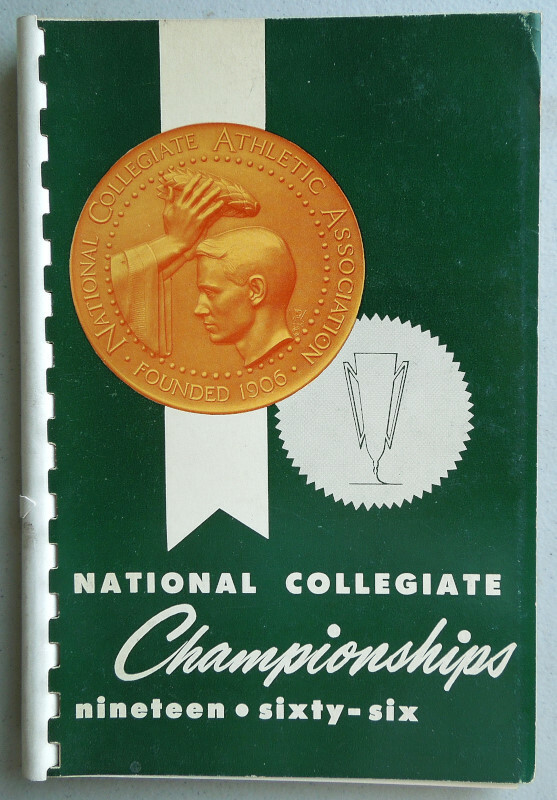 NATIONAL COLLEGIATE ATHLETIC ASSOCIATION
· FOUNDED 1906 ·
NATIONAL COLLEGIATE
Championships
nineteen • sixty-six